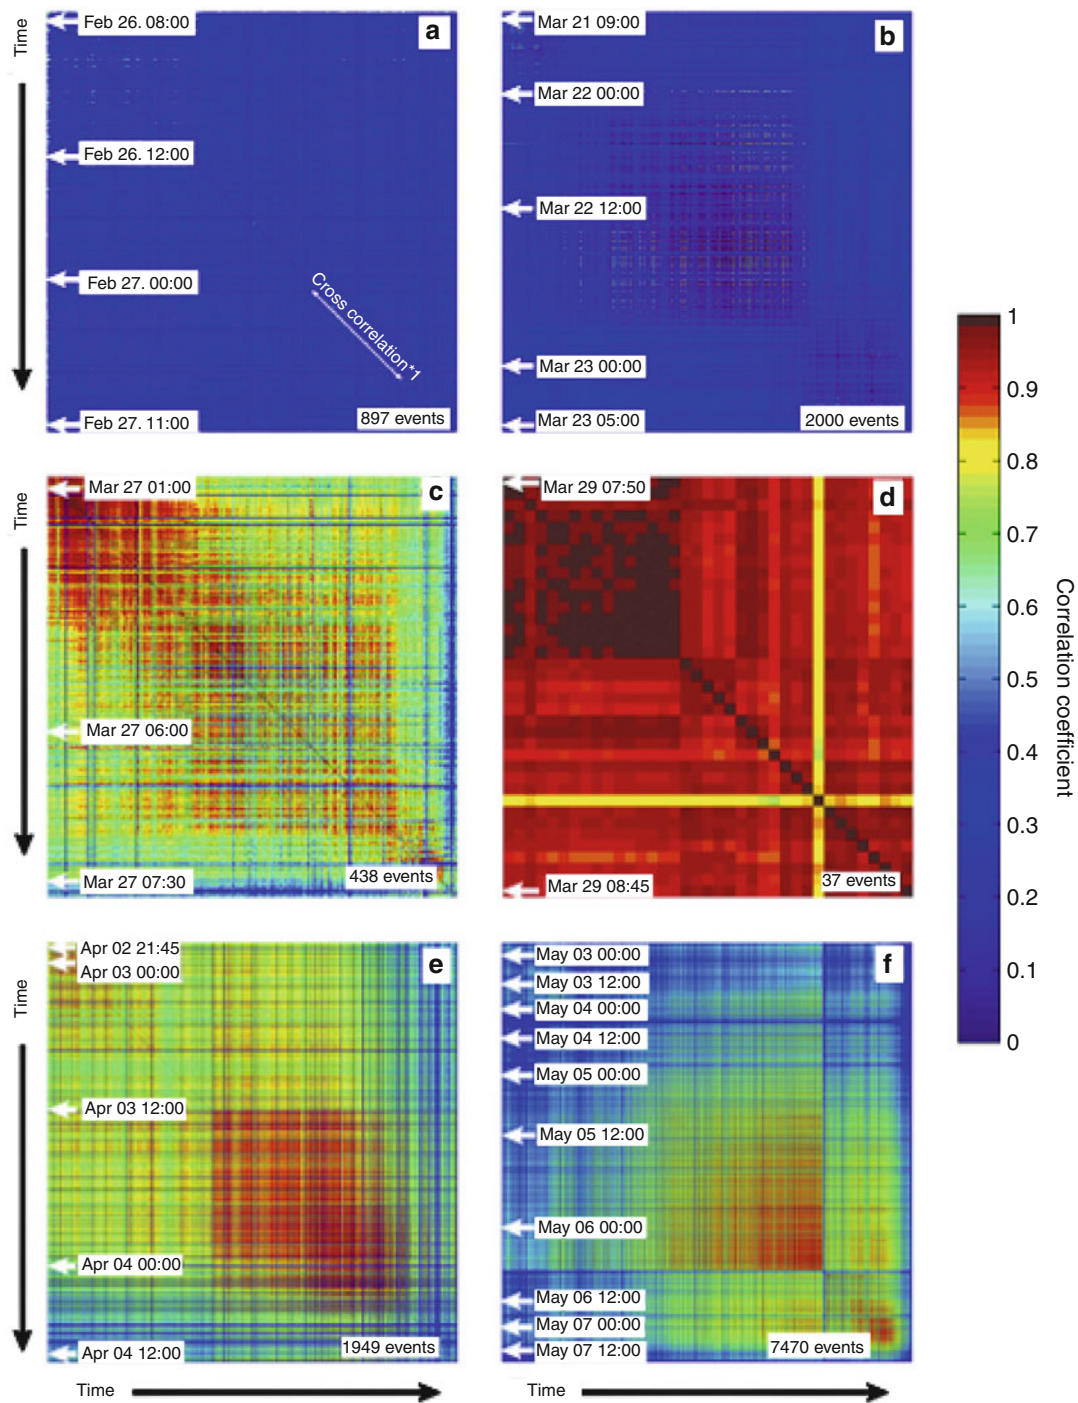 Time
Feb 26. 08:00
a
Feb 26. 12:00
Feb 27. 00:00
Cross correlation*1
Feb 27. 11:00
897 events
Mar 21 09:00
b
Mar 22 00:00
Mar 22 12:00
Mar 23 00:00
Mar 23 05:00
2000 events
Time
Mar 27 01:00
c
Mar 27 06:00
Mar 27 07:30
438 events
Mar 29 07:50
d
Mar 29 08:45
37 events
Time
Apr 02 21:45
Apr 03 00:00
e
Apr 03 12:00
Apr 04 00:00
Apr 04 12:00
1949 events
May 03 00:00
f
May 03 12:00
May 04 00:00
May 04 12:00
May 05 00:00
May 05 12:00
May 06 00:00
May 06 12:00
May 07 00:00
May 07 12:00
7470 events
Time
Time
1
0.9
0.8
0.7
0.6
0.5
0.4
0.3
0.2
0.1
0
Correlation coefficient